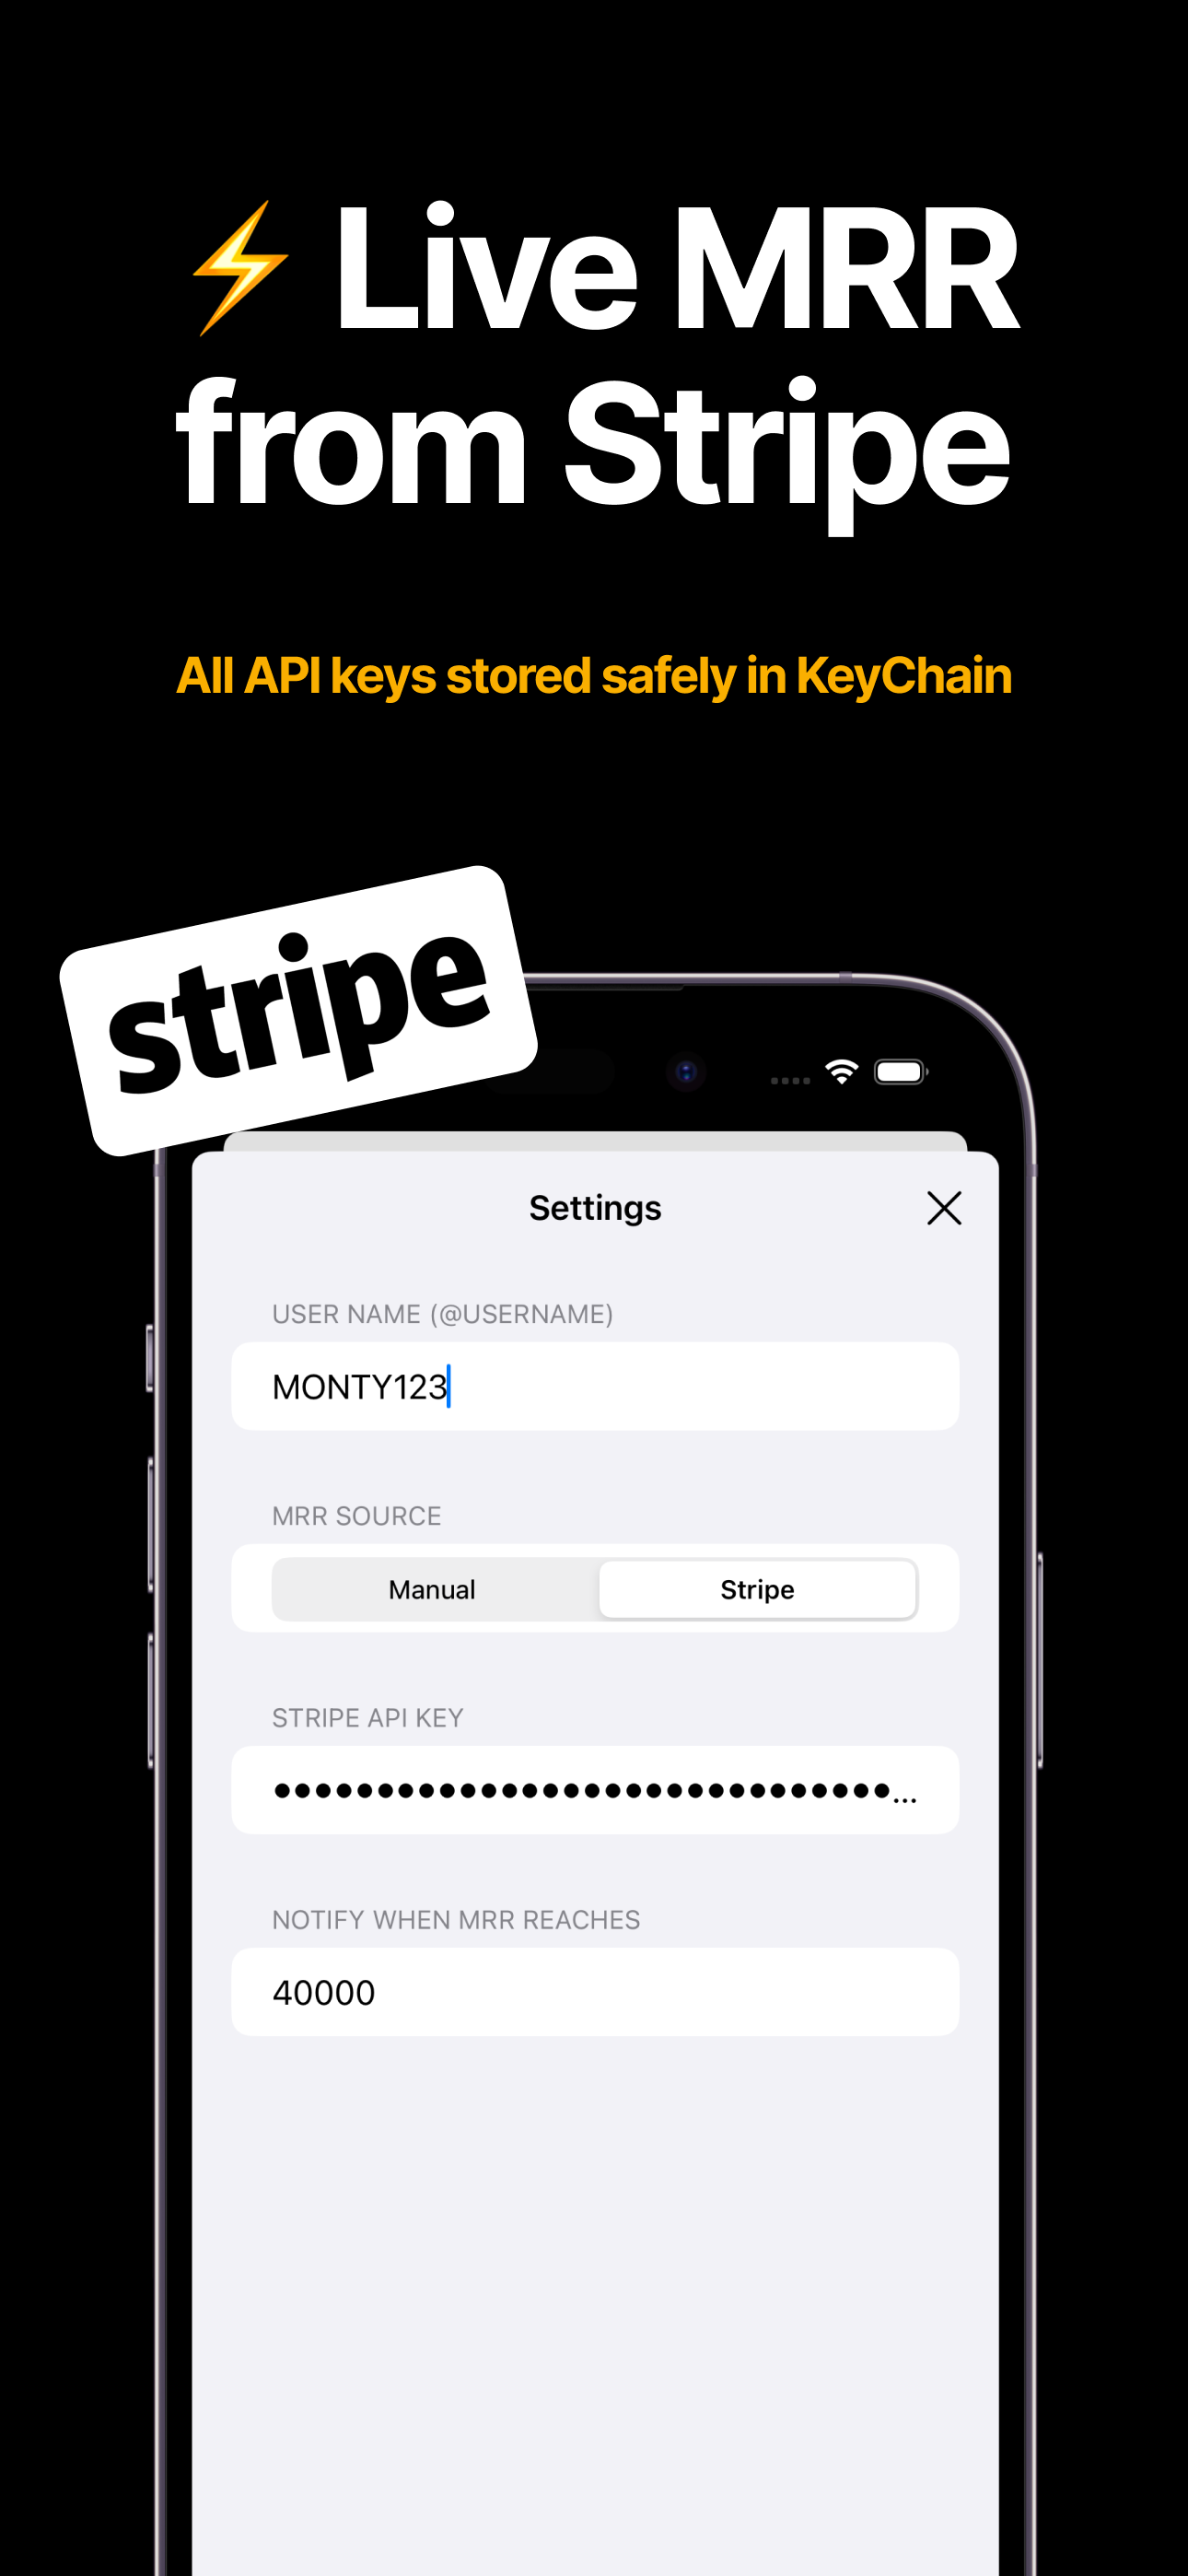 ⚡ Live MRR
from Stripe
All API keys stored safely in KeyChain
stripe
Settings
USER NAME (@USERNAME)
MONTY123
MRR SOURCE
Manual Stripe
STRIPE API KEY
●●●●●●●●●●●●●●●●●●●●●●●●●●●●●●...
NOTIFY WHEN MRR REACHES
40000